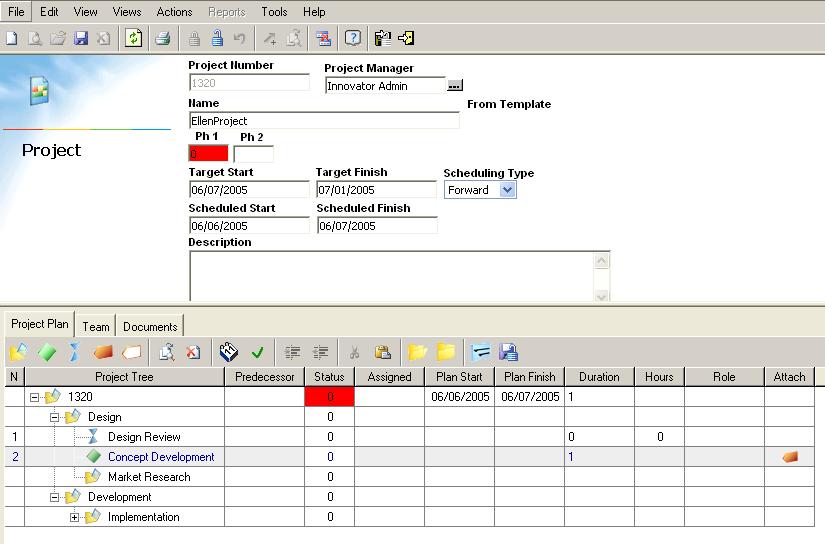 File Edit View Views Actions Reports Tools Help
Project Number Project Manager
1320 Innovator Admin ...
Name From Template
EllenProject
Ph 1 Ph 2
Project
0
Target Start Target Finish Scheduling Type
06/07/2005 07/01/2005 Forward
Scheduled Start Scheduled Finish
06/06/2005 06/07/2005
Description
Project Plan Team Documents
N Project Tree Predecessor Status Assigned Plan Start Plan Finish Duration Hours Role Attach
1320 0 06/06/2005 06/07/2005 1
Design 0
1 Design Review 0 0 0
2 Concept Development 0 1
Market Research 0
Development 0
Implementation 0